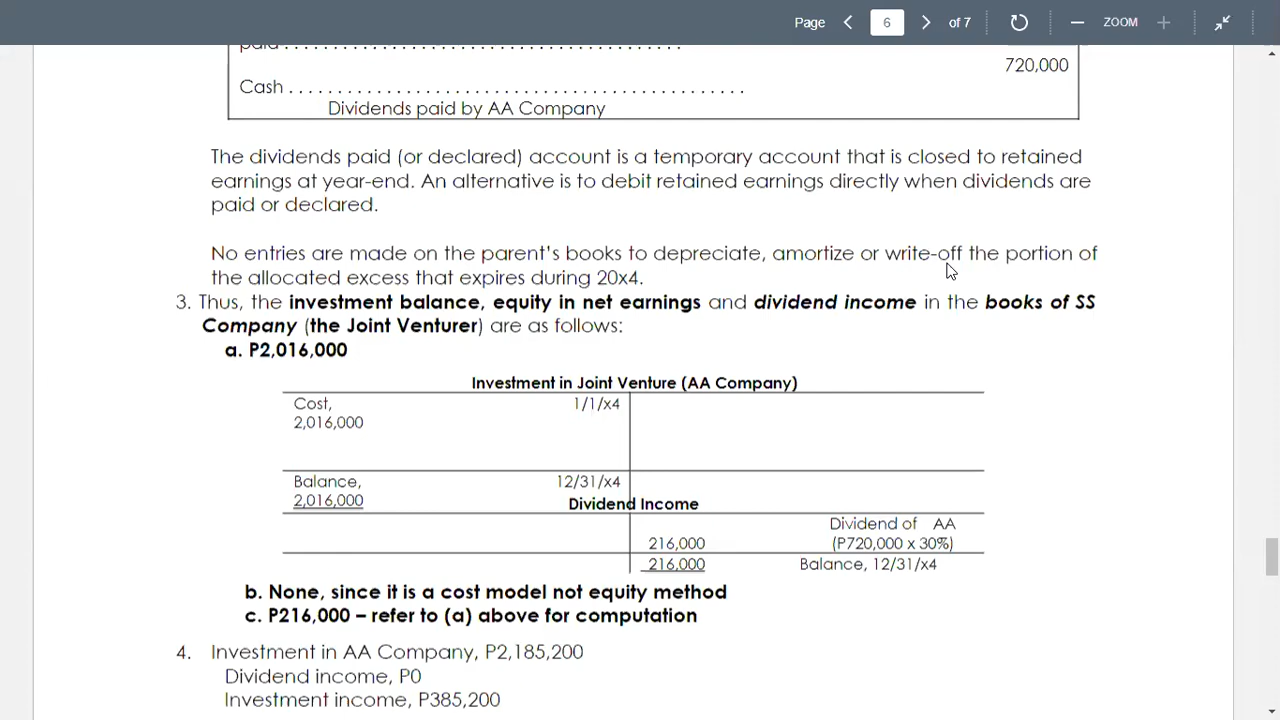 Page 6 of 7 ZOOM
paid . . . . . . . . . . . . . . . . . . . . . . . . . . . . . . . . . . . . . . . . . . .
720,000
Cash . . . . . . . . . . . . . . . . . . . . . . . . . . . . . . . . . . . . . . . . . . . . . . . . . .
Dividends paid by AA Company
The dividends paid (or declared) account is a temporary account that is closed to retained
earnings at year-end. An alternative is to debit retained earnings directly when dividends are
paid or declared.
No entries are made on the parent's books to depreciate, amortize or write-off the portion of
the allocated excess that expires during 20x4.
3. Thus, the investment balance, equity in net earnings and dividend income in the books of SS
Company (the Joint Venturer) are as follows:
a. P2,016,000
Investment in Joint Venture (AA Company)
Cost, 1/1/x4
2,016,000
Balance, 12/31/x4
2,016,000
Dividend Income
Dividend of AA
216,000 (P720,000 x 30%)
216,000 Balance, 12/31/x4
b. None, since it is a cost model not equity method
c. P216,000 – refer to (a) above for computation
4. Investment in AA Company, P2,185,200
Dividend income, P0
Investment income, P385,200